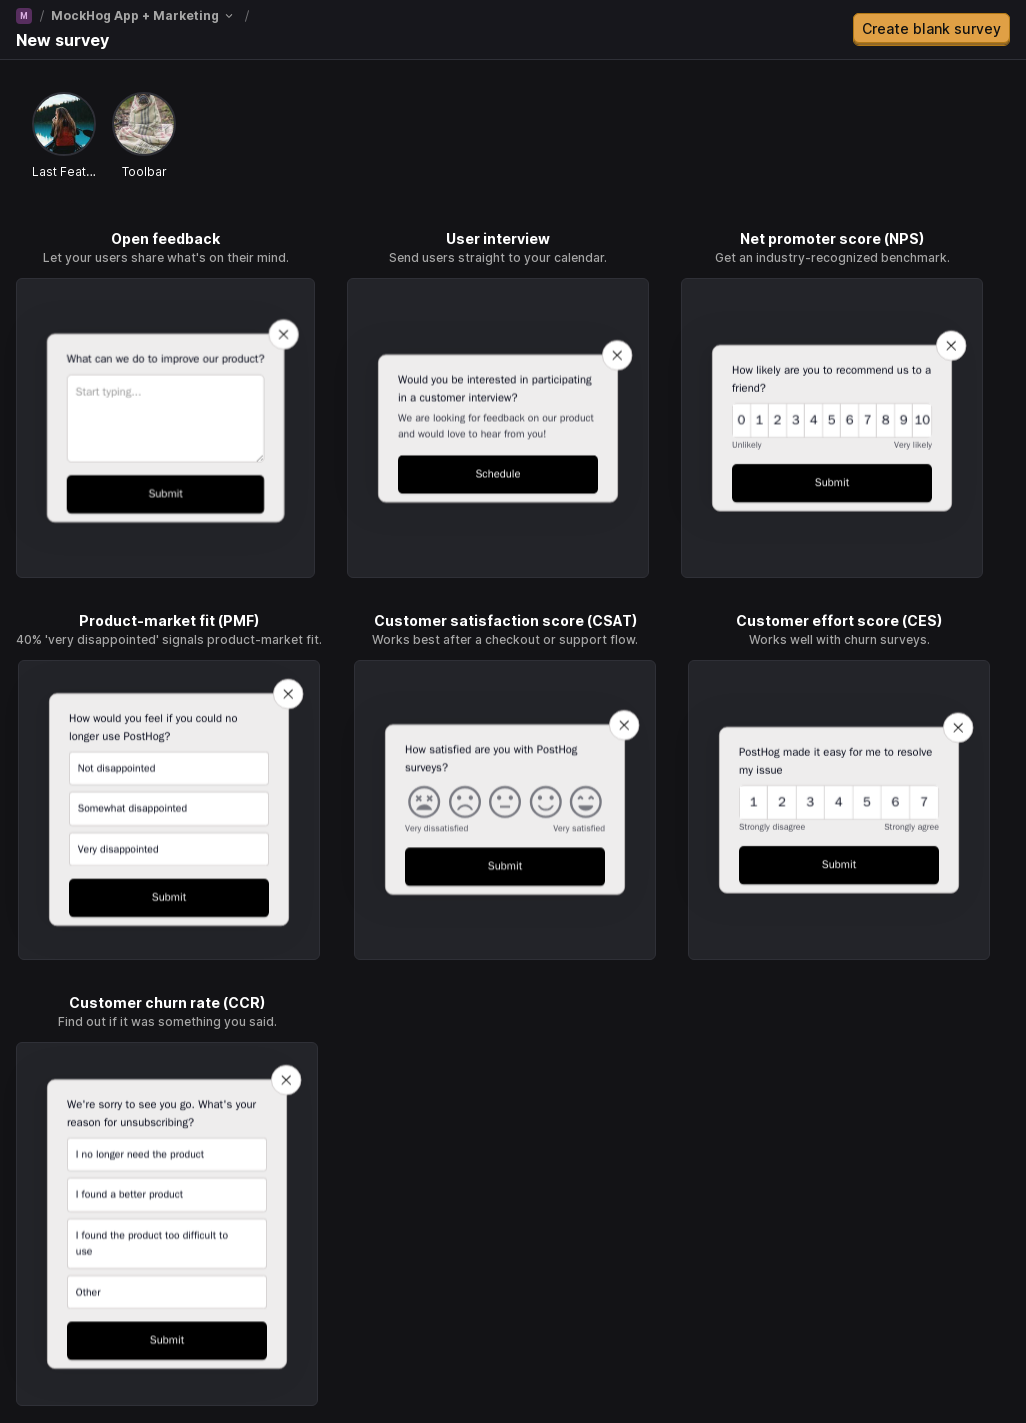 M / MockHog App + Marketing /
New survey
Create blank survey
Last Feat...
Toolbar
Open feedback
Let your users share what's on their mind.
What can we do to improve our product?
Start typing...
Submit
User interview
Send users straight to your calendar.
Would you be interested in participating
in a customer interview?
We are looking for feedback on our product
and would love to hear from you!
Schedule
Net promoter score (NPS)
Get an industry-recognized benchmark.
How likely are you to recommend us to a
friend?
0 1 2 3 4 5 6 7 8 9 10
Unlikely Very likely
Submit
Product-market fit (PMF)
40% 'very disappointed' signals product-market fit.
How would you feel if you could no
longer use PostHog?
Not disappointed
Somewhat disappointed
Very disappointed
Submit
Customer satisfaction score (CSAT)
Works best after a checkout or support flow.
How satisfied are you with PostHog
surveys?
Very dissatisfied Very satisfied
Submit
Customer effort score (CES)
Works well with churn surveys.
PostHog made it easy for me to resolve
my issue
1 2 3 4 5 6 7
Strongly disagree Strongly agree
Submit
Customer churn rate (CCR)
Find out if it was something you said.
We're sorry to see you go. What's your
reason for unsubscribing?
I no longer need the product
I found a better product
I found the product too difficult to
use
Other
Submit